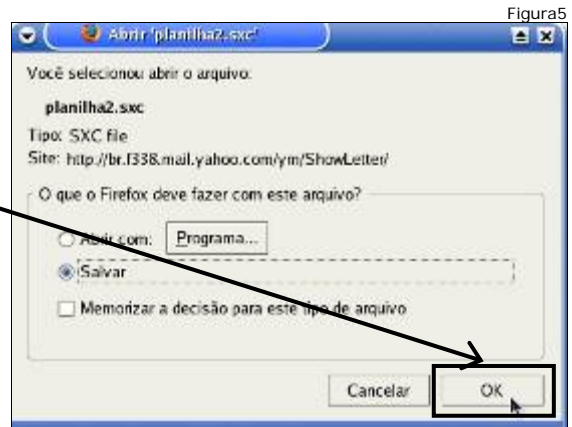 Figura5
Abrir 'planilha2.sxc'
Você selecionou abrir o arquivo:
planilha2.sxc
Tipo: SXC file
Site: http://br.f338.mail.yahoo.com/ym/ShowLetter/
O que o Firefox deve fazer com este arquivo?
Abrir com: Programa...
Salvar
Memorizar a decisão para este tipo de arquivo
Cancelar OK